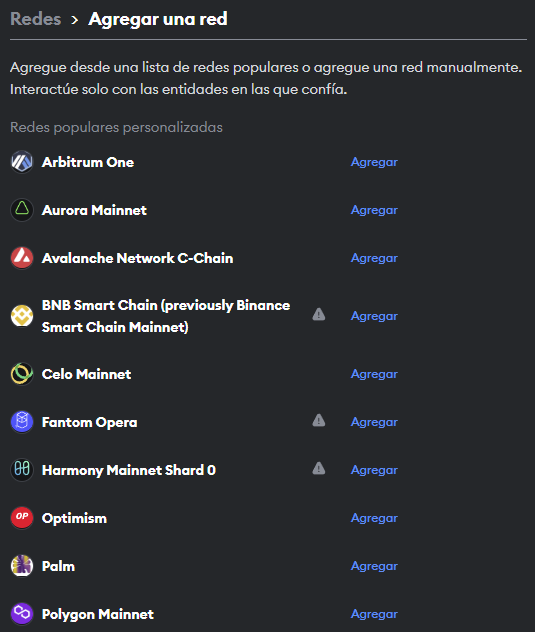 Redes > Agregar una red
Agregue desde una lista de redes populares o agregue una red manualmente.
Interactúe solo con las entidades en las que confía.
Redes populares personalizadas
Arbitrum One Agregar
Aurora Mainnet Agregar
Avalanche Network C-Chain Agregar
BNB Smart Chain (previously Binance
Smart Chain Mainnet) Agregar
Celo Mainnet Agregar
Fantom Opera Agregar
Harmony Mainnet Shard 0 Agregar
OP Optimism Agregar
Palm Agregar
Polygon Mainnet Agregar